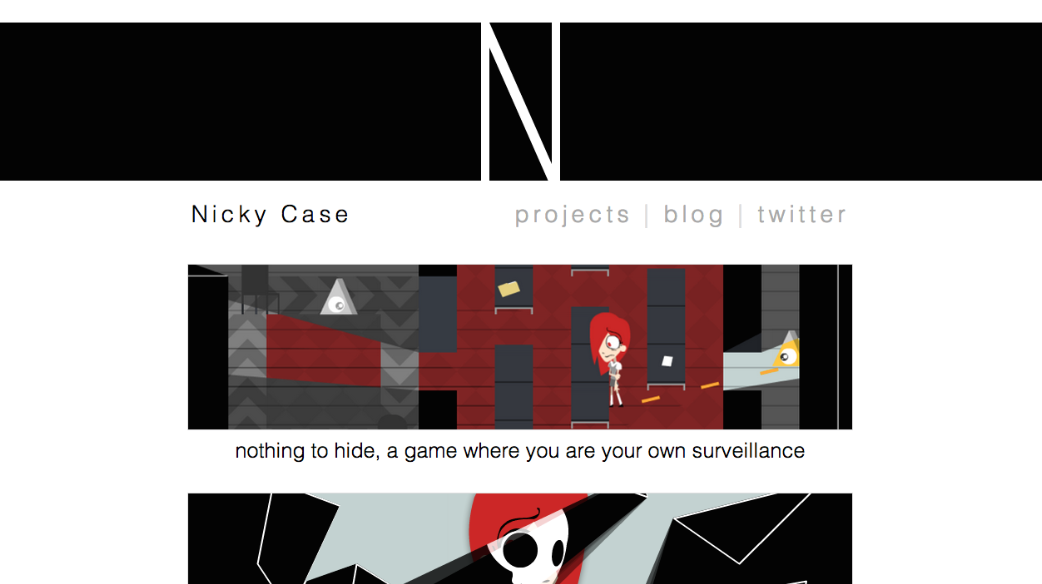 N
Nicky Case
projects | blog | twitter
nothing to hide, a game where you are your own surveillance